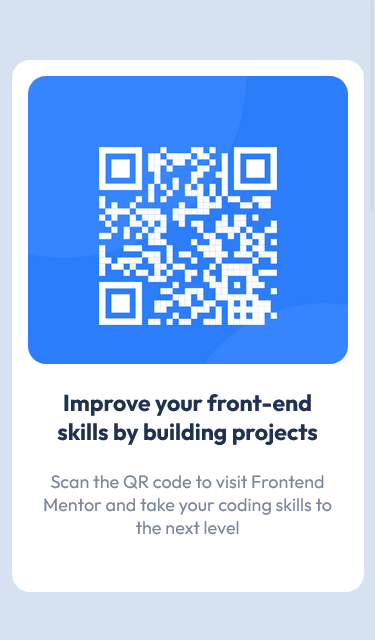 Improve your front-end
skills by building projects
Scan the QR code to visit Frontend
Mentor and take your coding skills to
the next level